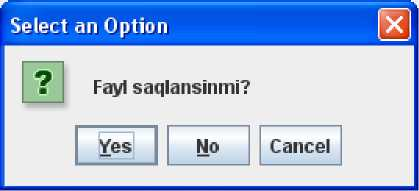 Select an Option
Fayl saqlansinmi?
Yes No Cancel